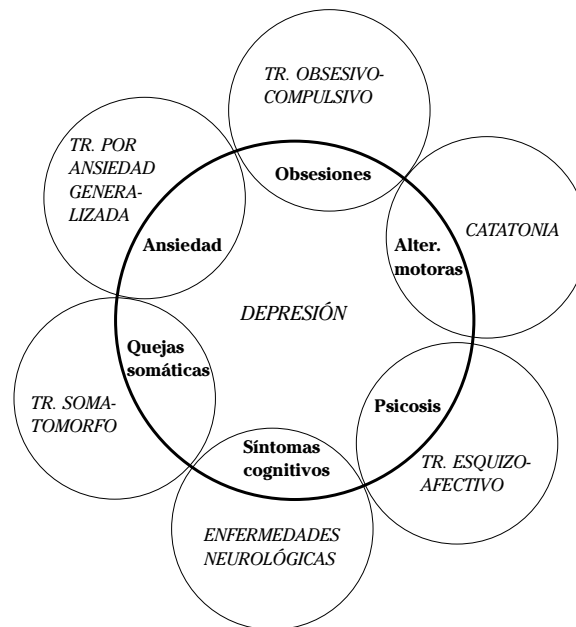 TR. OBSESIVO-
COMPULSIVO
Obsesiones
TR. POR
ANSIEDAD
GENERA-
LIZADA
Ansiedad
Alter.
motoras
CATATONIA
DEPRESIÓN
Quejas
somáticas
TR. SOMA-
TOMORFO
Psicosis
TR. ESQUIZO-
AFECTIVO
Síntomas
cognitivos
ENFERMEDADES
NEUROLÓGICAS